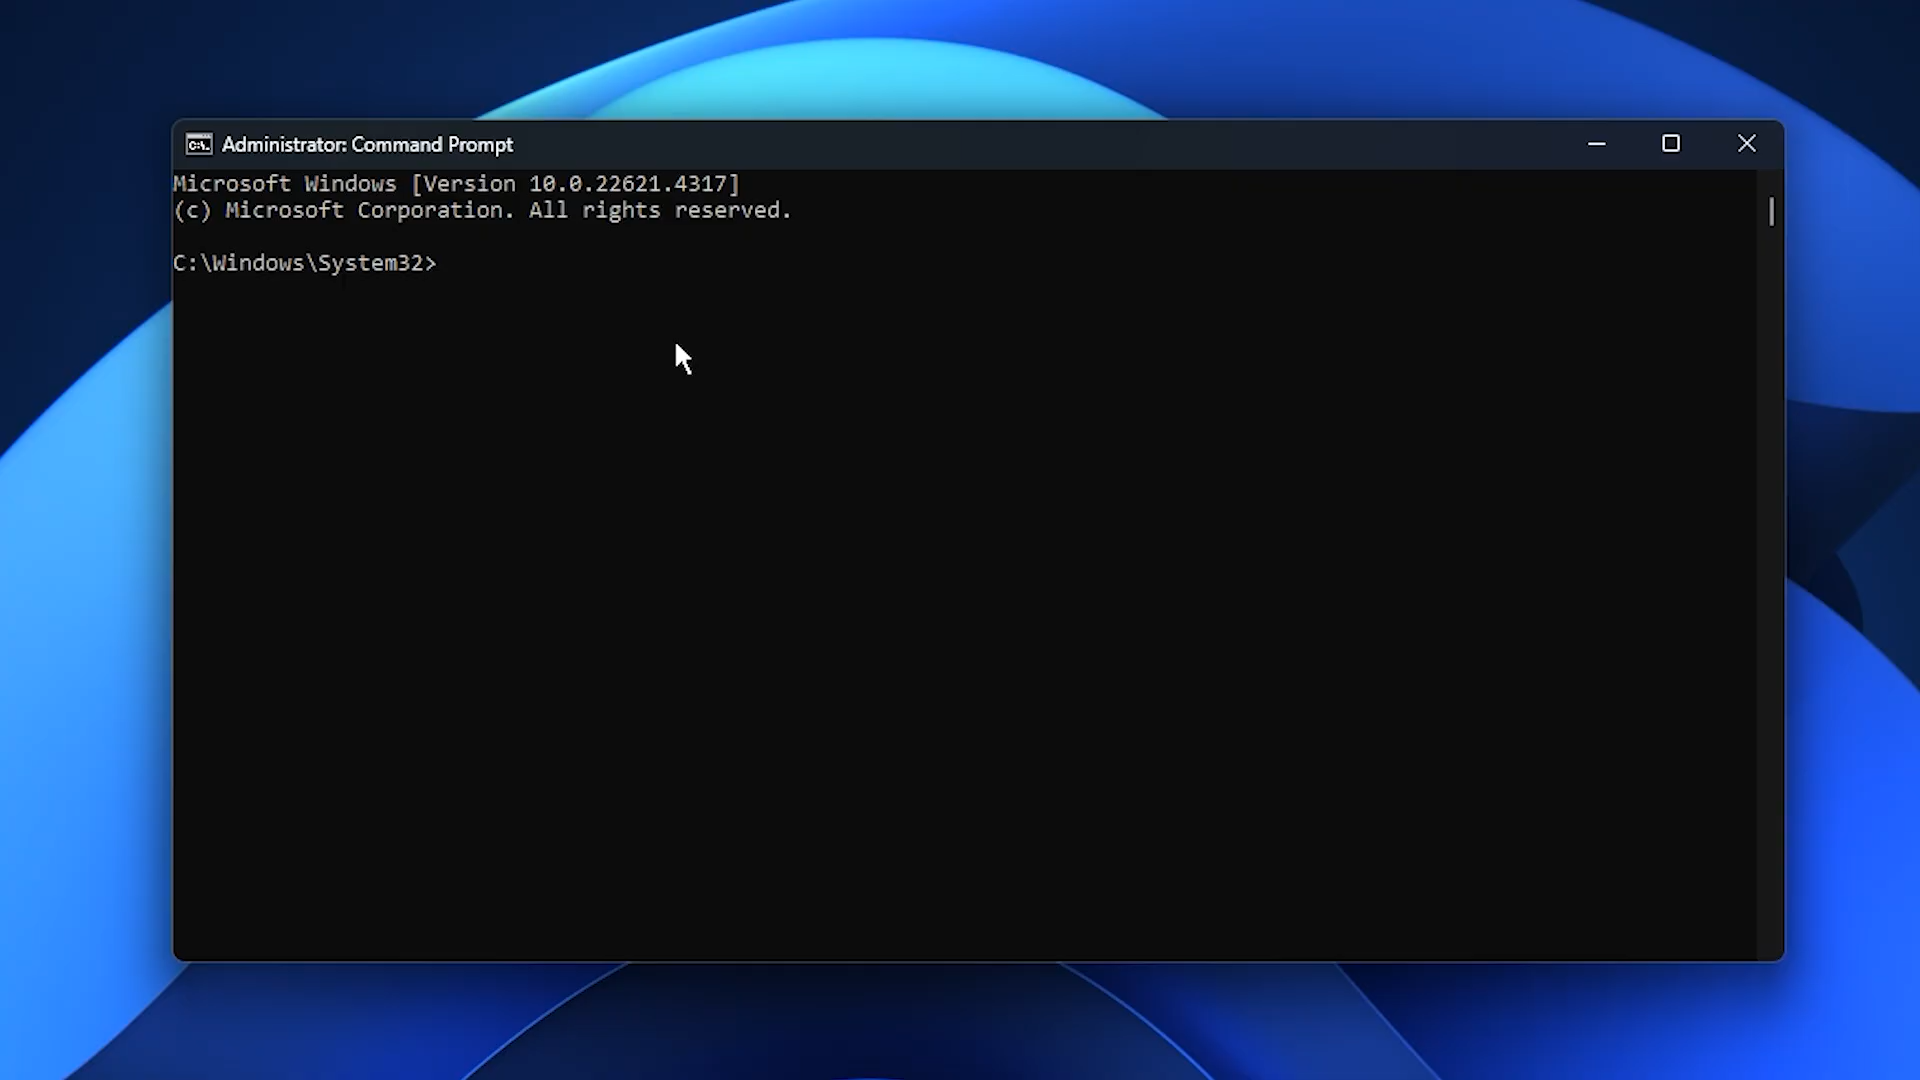 Administrator: Command Prompt
Microsoft Windows [Version 10.0.22621.4317]
(c) Microsoft Corporation. All rights reserved.
C:\Windows\System32>